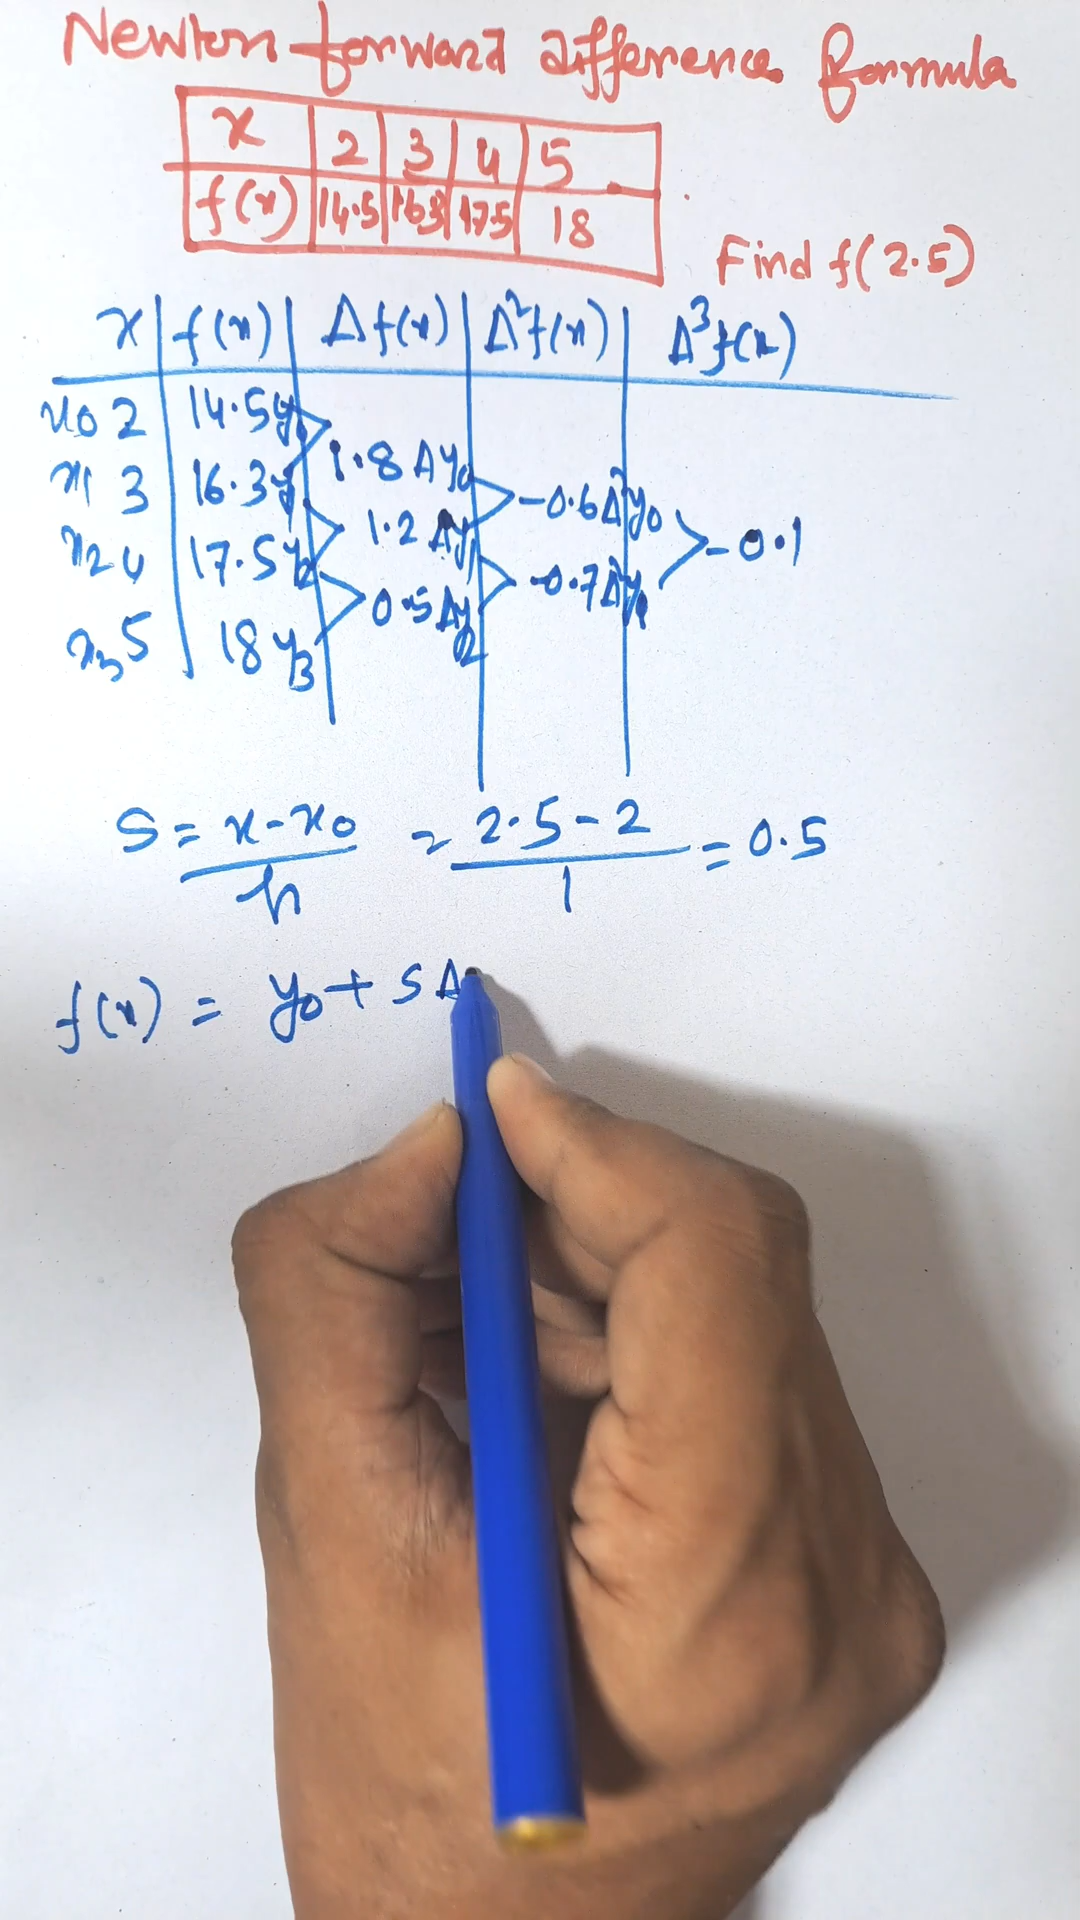 Newton forward difference formula
x 2 3 4 5
f(x) 14.5 16.3 17.5 18
Find f(2.5)
x f(x) Δf(x) Δ²f(x) Δ³f(x)
x0 2 14.5 y0
1.8 Δy0
x1 3 16.3 y1 -0.6 Δ²y0
1.2 Δy1 -0.1
x2 4 17.5 y2 -0.7 Δ²y1
0.5 Δy2
x3 5 18 y3
S = x-x0 / h = 2.5-2 / 1 = 0.5
f(x) = y0 + S Δ